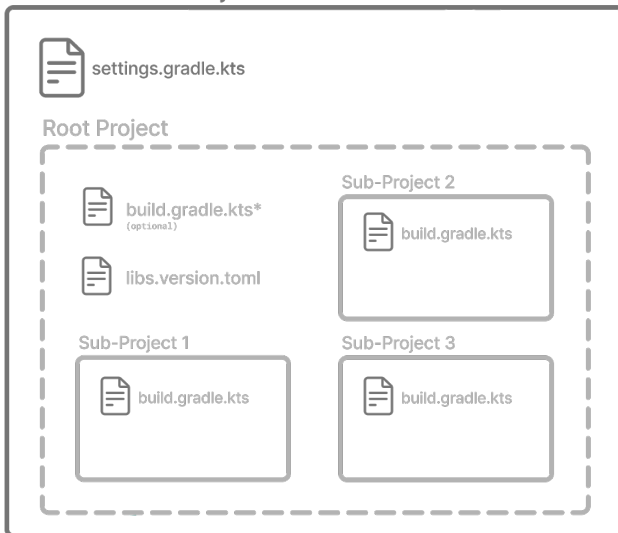 settings.gradle.kts
Root Project
build.gradle.kts*
(optional)
libs.version.toml
Sub-Project 2
build.gradle.kts
Sub-Project 1
build.gradle.kts
Sub-Project 3
build.gradle.kts